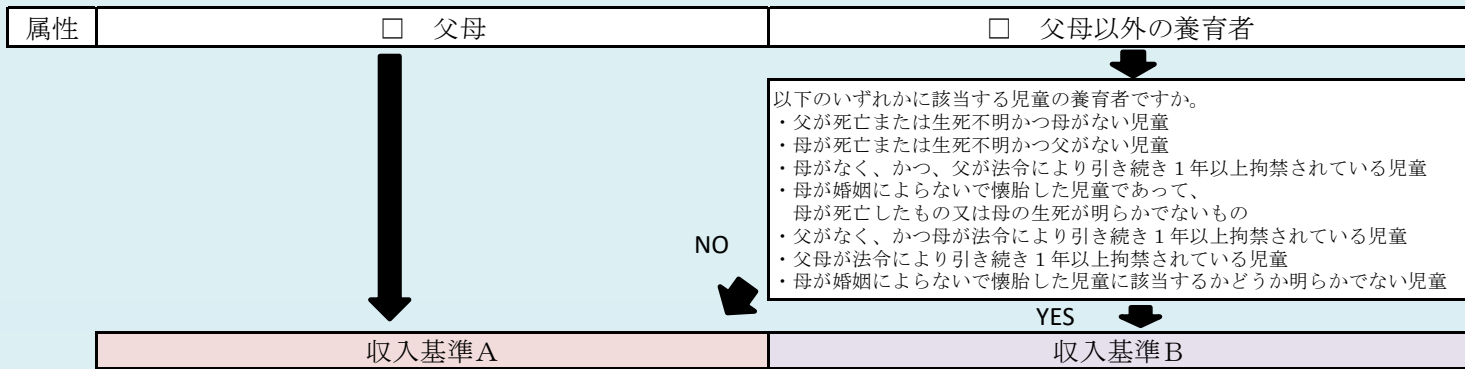 属性 □ 父母 □ 父母以外の養育者
以下のいずれかに該当する児童の養育者ですか。
・父が死亡または生死不明かつ母がない児童
・母が死亡または生死不明かつ父がない児童
・母がなく、かつ、父が法令により引き続き１年以上拘禁されている児童
・母が婚姻によらないで懐胎した児童であって、
母が死亡したもの又は母の生死が明らかでないもの
・父がなく、かつ母が法令により引き続き１年以上拘禁されている児童
・父母が法令により引き続き１年以上拘禁されている児童
・母が婚姻によらないで懐胎した児童に該当するかどうか明らかでない児童
NO
YES
収入基準Ａ 収入基準Ｂ